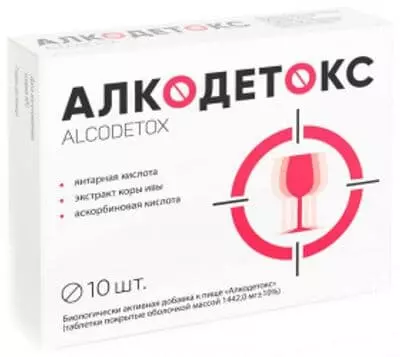 АЛКОДЕТОКС
ALCODETOX
янтарная кислота
экстракт коры ивы
аскорбиновая кислота
10 шт.
Биологически активная добавка к пище «Алкодетокс»
(таблетки покрытые оболочкой массой 1442,0 мг±10%)